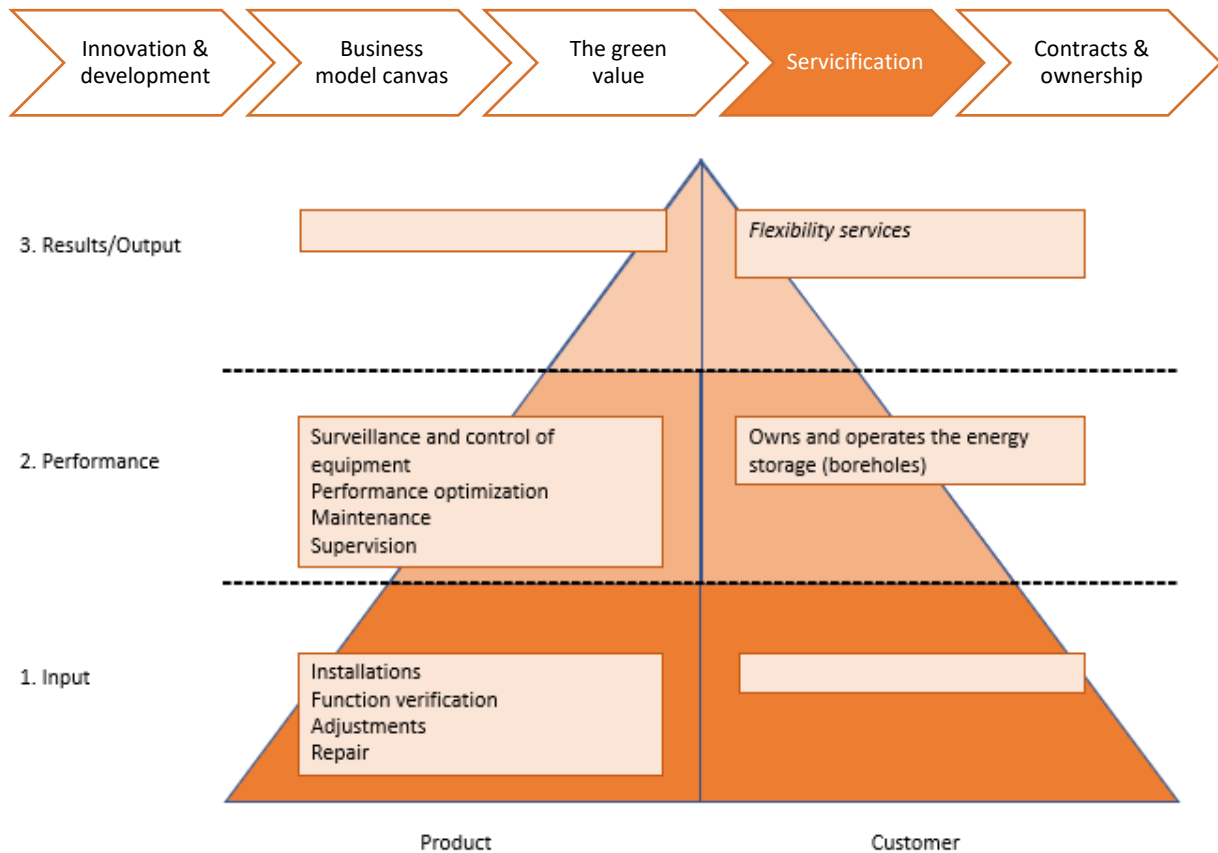 Innovation &
development
Business
model canvas
The green
value
Servicification
Contracts &
ownership
3. Results/Output
Flexibility services
2. Performance
Surveillance and control of
equipment
Performance optimization
Maintenance
Supervision
Owns and operates the energy
storage (boreholes)
1. Input
Installations
Function verification
Adjustments
Repair
Product
Customer